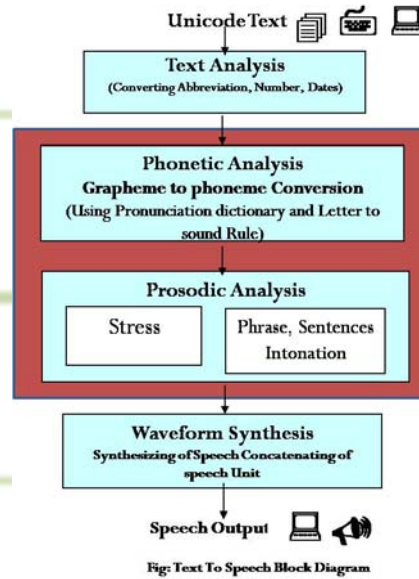 Unicode Text
Text Analysis
(Converting Abbreviation, Number, Dates)
Phonetic Analysis
Grapheme to phoneme Conversion
(Using Pronunciation dictionary and Letter to
sound Rule)
Prosodic Analysis
Stress
Phrase, Sentences
Intonation
Waveform Synthesis
Synthesizing of Speech Concatenating of
speech Unit
Speech Output
Fig: Text To Speech Block Diagram